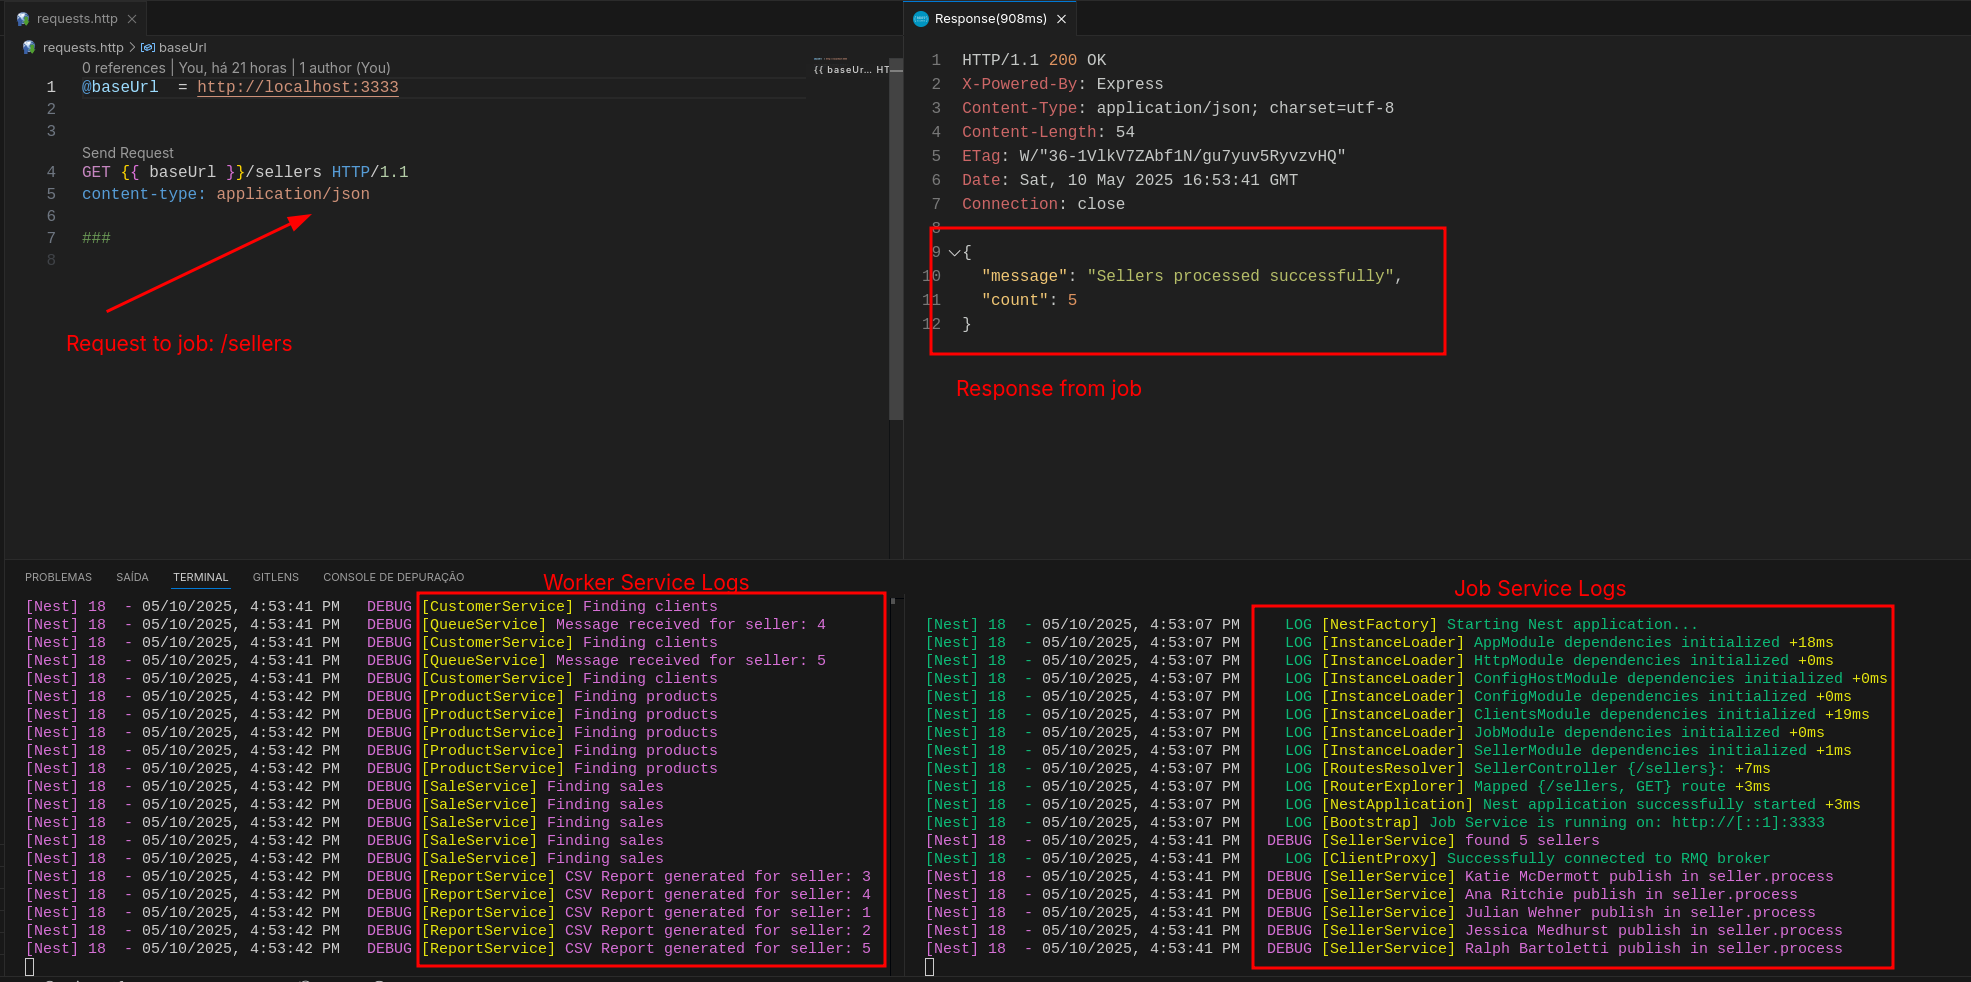 requests.http
requests.http > baseUrl
0 references | You, há 21 horas | 1 author (You)
1 @baseUrl = http://localhost:3333
2
3
Send Request
4 GET {{ baseUrl }}/sellers HTTP/1.1
5 content-type: application/json
6
7 ###
8
{{ baseUr... HT
Request to job: /sellers
Response(908ms)
1 HTTP/1.1 200 OK
2 X-Powered-By: Express
3 Content-Type: application/json; charset=utf-8
4 Content-Length: 54
5 ETag: W/"36-1VlkV7ZAbf1N/gu7yuv5RyvzvHQ"
6 Date: Sat, 10 May 2025 16:53:41 GMT
7 Connection: close
8
9 {
10 "message": "Sellers processed successfully",
11 "count": 5
12 }
Response from job
PROBLEMAS SAÍDA TERMINAL GITLENS CONSOLE DE DEPURAÇÃO
Worker Service Logs
[Nest] 18 - 05/10/2025, 4:53:41 PM DEBUG [CustomerService] Finding clients
[Nest] 18 - 05/10/2025, 4:53:41 PM DEBUG [QueueService] Message received for seller: 4
[Nest] 18 - 05/10/2025, 4:53:41 PM DEBUG [CustomerService] Finding clients
[Nest] 18 - 05/10/2025, 4:53:41 PM DEBUG [QueueService] Message received for seller: 5
[Nest] 18 - 05/10/2025, 4:53:41 PM DEBUG [CustomerService] Finding clients
[Nest] 18 - 05/10/2025, 4:53:42 PM DEBUG [ProductService] Finding products
[Nest] 18 - 05/10/2025, 4:53:42 PM DEBUG [ProductService] Finding products
[Nest] 18 - 05/10/2025, 4:53:42 PM DEBUG [ProductService] Finding products
[Nest] 18 - 05/10/2025, 4:53:42 PM DEBUG [ProductService] Finding products
[Nest] 18 - 05/10/2025, 4:53:42 PM DEBUG [ProductService] Finding products
[Nest] 18 - 05/10/2025, 4:53:42 PM DEBUG [SaleService] Finding sales
[Nest] 18 - 05/10/2025, 4:53:42 PM DEBUG [SaleService] Finding sales
[Nest] 18 - 05/10/2025, 4:53:42 PM DEBUG [SaleService] Finding sales
[Nest] 18 - 05/10/2025, 4:53:42 PM DEBUG [SaleService] Finding sales
[Nest] 18 - 05/10/2025, 4:53:42 PM DEBUG [SaleService] Finding sales
[Nest] 18 - 05/10/2025, 4:53:42 PM DEBUG [ReportService] CSV Report generated for seller: 3
[Nest] 18 - 05/10/2025, 4:53:42 PM DEBUG [ReportService] CSV Report generated for seller: 4
[Nest] 18 - 05/10/2025, 4:53:42 PM DEBUG [ReportService] CSV Report generated for seller: 1
[Nest] 18 - 05/10/2025, 4:53:42 PM DEBUG [ReportService] CSV Report generated for seller: 2
[Nest] 18 - 05/10/2025, 4:53:42 PM DEBUG [ReportService] CSV Report generated for seller: 5
Job Service Logs
[Nest] 18 - 05/10/2025, 4:53:07 PM LOG [NestFactory] Starting Nest application...
[Nest] 18 - 05/10/2025, 4:53:07 PM LOG [InstanceLoader] AppModule dependencies initialized +18ms
[Nest] 18 - 05/10/2025, 4:53:07 PM LOG [InstanceLoader] HttpModule dependencies initialized +0ms
[Nest] 18 - 05/10/2025, 4:53:07 PM LOG [InstanceLoader] ConfigHostModule dependencies initialized +0ms
[Nest] 18 - 05/10/2025, 4:53:07 PM LOG [InstanceLoader] ConfigModule dependencies initialized +0ms
[Nest] 18 - 05/10/2025, 4:53:07 PM LOG [InstanceLoader] ClientsModule dependencies initialized +19ms
[Nest] 18 - 05/10/2025, 4:53:07 PM LOG [InstanceLoader] JobModule dependencies initialized +0ms
[Nest] 18 - 05/10/2025, 4:53:07 PM LOG [InstanceLoader] SellerModule dependencies initialized +1ms
[Nest] 18 - 05/10/2025, 4:53:07 PM LOG [RoutesResolver] SellerController {/sellers}: +7ms
[Nest] 18 - 05/10/2025, 4:53:07 PM LOG [RouterExplorer] Mapped {/sellers, GET} route +3ms
[Nest] 18 - 05/10/2025, 4:53:07 PM LOG [NestApplication] Nest application successfully started +3ms
[Nest] 18 - 05/10/2025, 4:53:07 PM LOG [Bootstrap] Job Service is running on: http://[::1]:3333
[Nest] 18 - 05/10/2025, 4:53:41 PM DEBUG [SellerService] found 5 sellers
[Nest] 18 - 05/10/2025, 4:53:41 PM LOG [ClientProxy] Successfully connected to RMQ broker
[Nest] 18 - 05/10/2025, 4:53:41 PM DEBUG [SellerService] Katie McDermott publish in seller.process
[Nest] 18 - 05/10/2025, 4:53:41 PM DEBUG [SellerService] Ana Ritchie publish in seller.process
[Nest] 18 - 05/10/2025, 4:53:41 PM DEBUG [SellerService] Julian Wehner publish in seller.process
[Nest] 18 - 05/10/2025, 4:53:41 PM DEBUG [SellerService] Jessica Medhurst publish in seller.process
[Nest] 18 - 05/10/2025, 4:53:41 PM DEBUG [SellerService] Ralph Bartoletti publish in seller.process